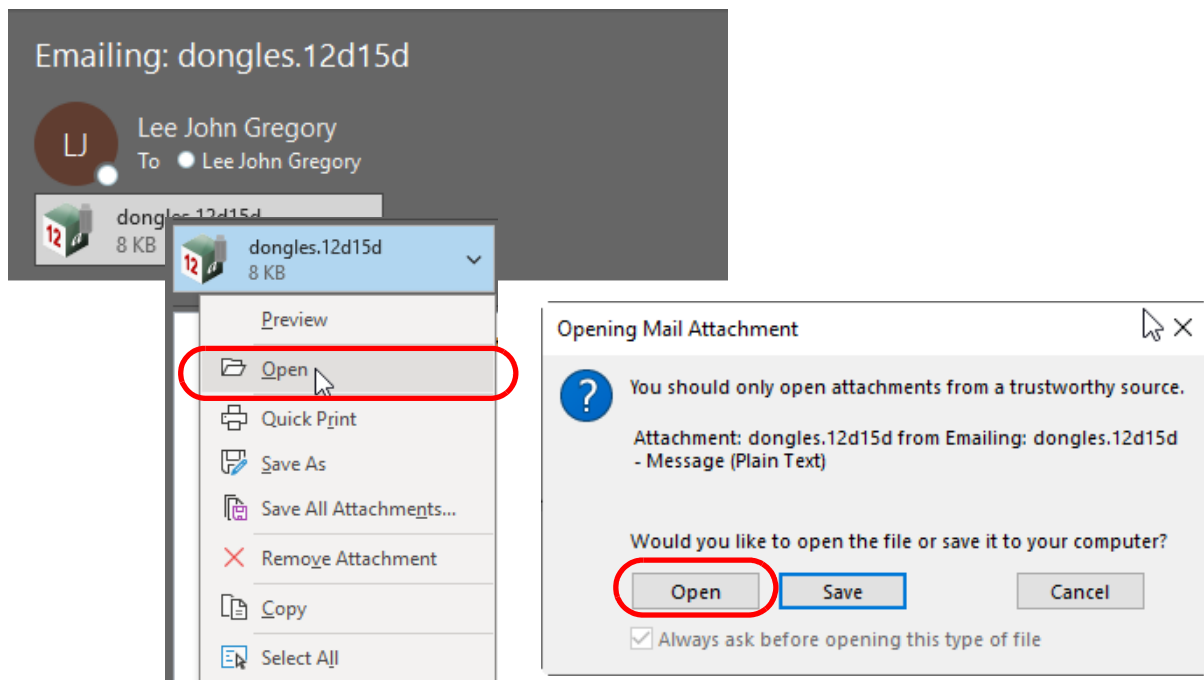 Emailing: dongles.12d15d
LJ
Lee John Gregory
To Lee John Gregory
12 d
dongles.12d15d
8 KB
12 d
dongles.12d15d
8 KB
Preview
Open
Quick Print
Save As
Save All Attachments...
Remove Attachment
Copy
Select All
Opening Mail Attachment
?
You should only open attachments from a trustworthy source.
Attachment: dongles.12d15d from Emailing: dongles.12d15d
- Message (Plain Text)
Would you like to open the file or save it to your computer?
Open Save Cancel
Always ask before opening this type of file